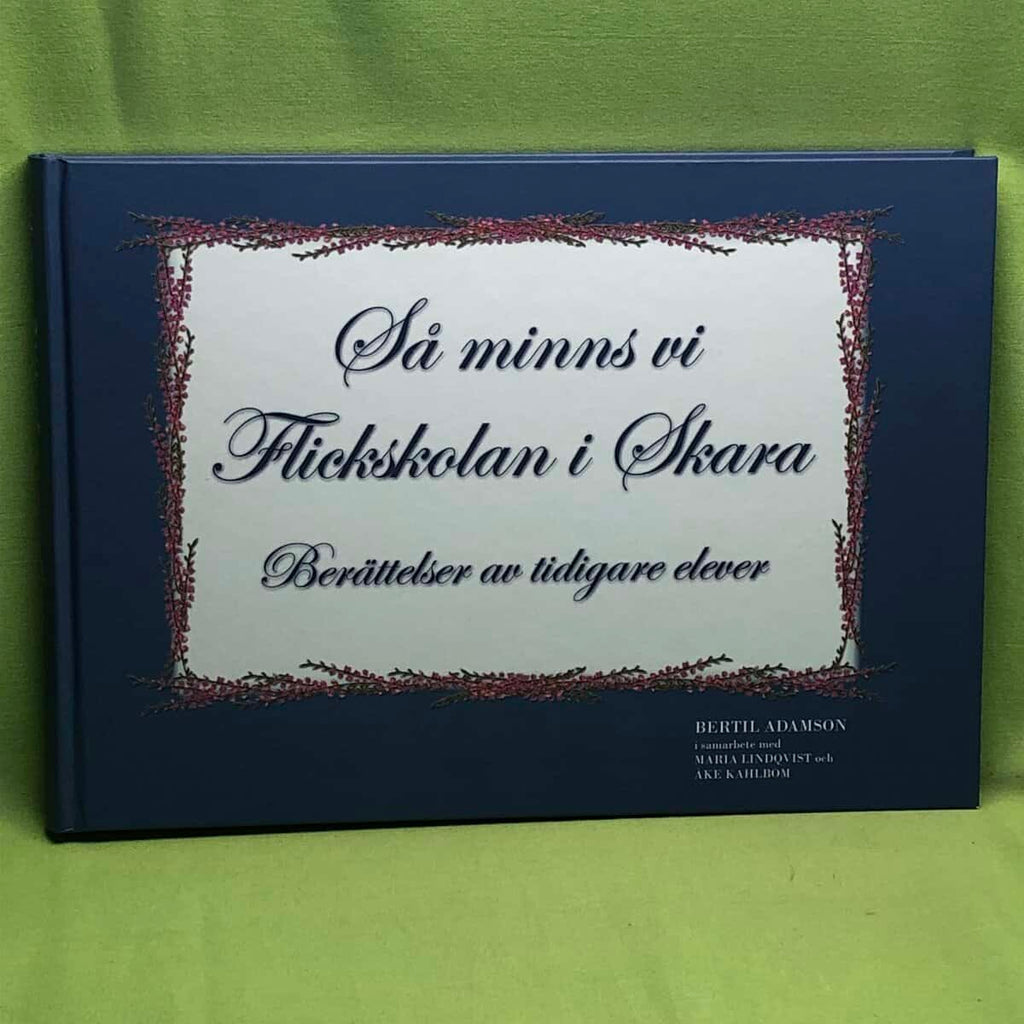 Så minns vi
Flickskolan i Skara
Berättelser av tidigare elever
BERTIL ADAMSON
i samarbete med
MARIA LINDQVIST och
ÅKE KAHLBOM